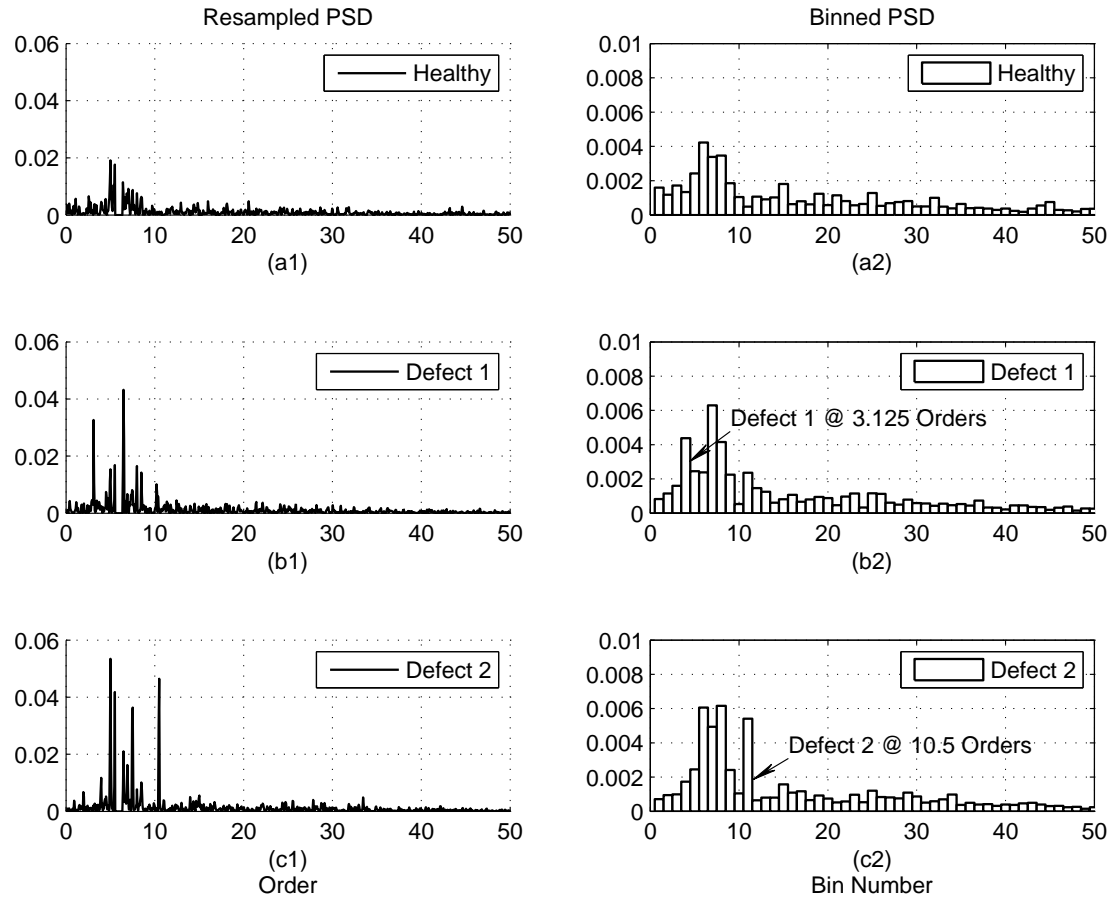 Resampled PSD
Binned PSD
0.06
0.04
0.02
0
Healthy
0 10 20 30 40 50
(a1)
0.01
0.008
0.006
0.004
0.002
0
Healthy
0 10 20 30 40 50
(a2)
0.06
0.04
0.02
0
Defect 1
0 10 20 30 40 50
(b1)
0.01
0.008
0.006
0.004
0.002
0
Defect 1
Defect 1 @ 3.125 Orders
0 10 20 30 40 50
(b2)
0.06
0.04
0.02
0
Defect 2
0 10 20 30 40 50
(c1)
Order
0.01
0.008
0.006
0.004
0.002
0
Defect 2
Defect 2 @ 10.5 Orders
0 10 20 30 40 50
(c2)
Bin Number